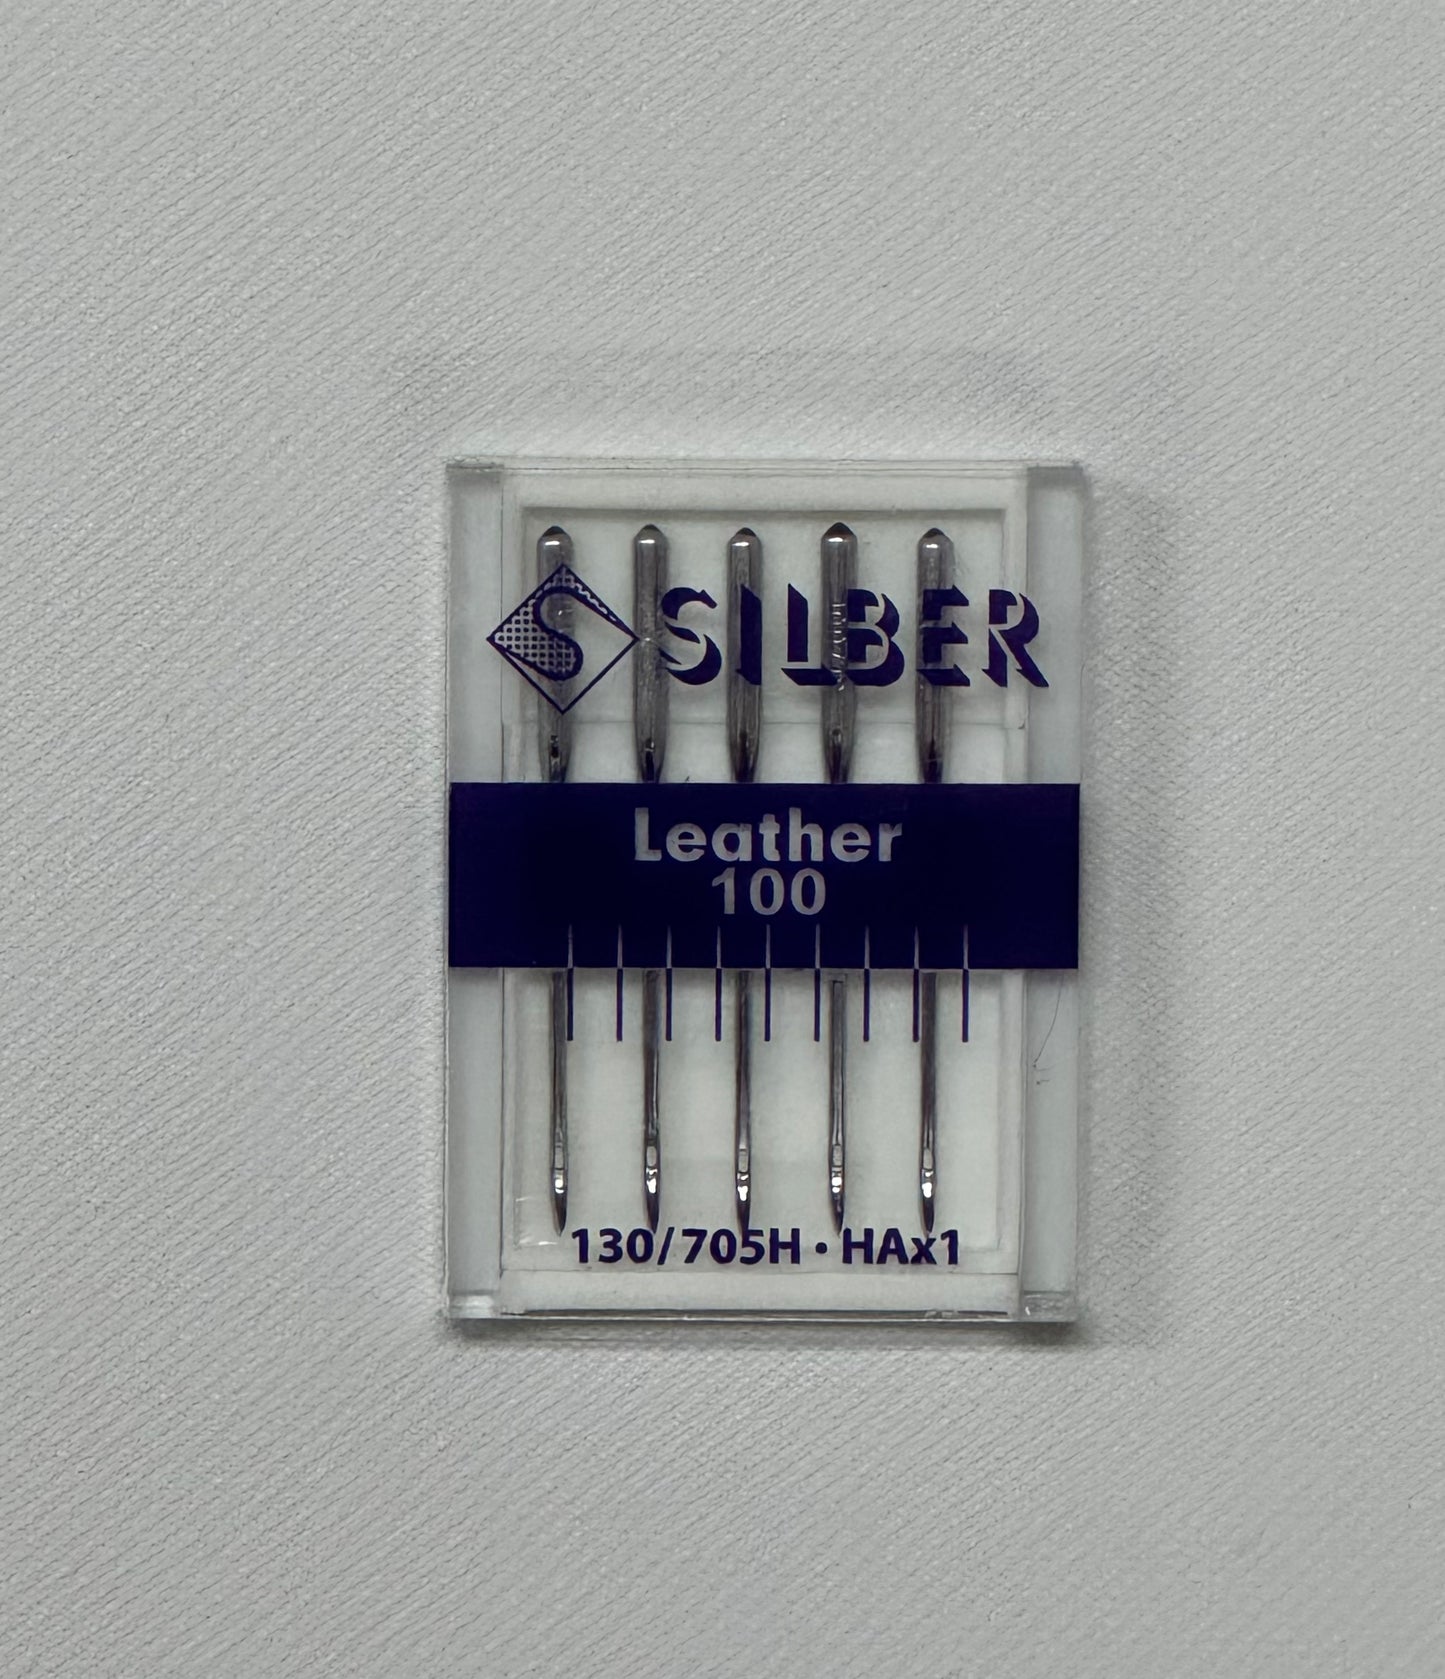 SILBER
Leather
100
130/705H • HAx1